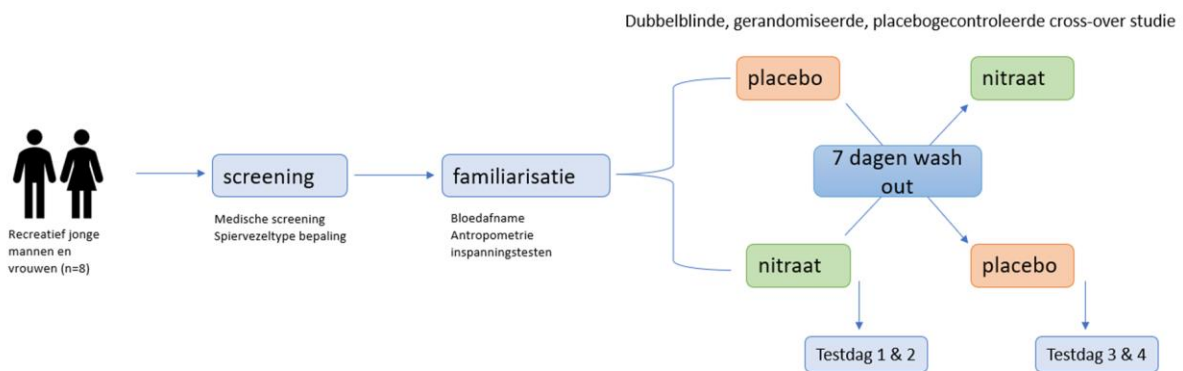 Dubbelblinde, gerandomiseerde, placebogecontroleerde cross-over studie
Recreatief jonge
mannen en
vrouwen (n=8)
screening
Medische screening
Spiervezeltype bepaling
familiarisatie
Bloedafname
Antropometrie
inspanningstesten
placebo
nitraat
7 dagen wash
out
nitraat
placebo
Testdag 1 & 2
Testdag 3 & 4